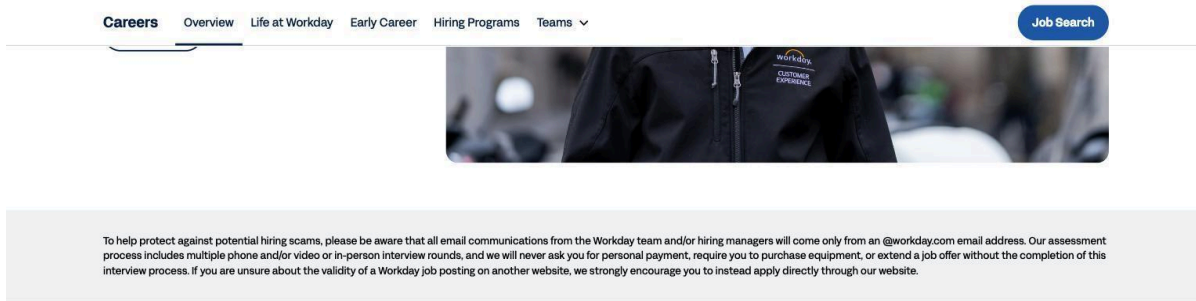 Careers Overview Life at Workday Early Career Hiring Programs Teams Job Search
workday.
CUSTOMER
EXPERIENCE
To help protect against potential hiring scams, please be aware that all email communications from the Workday team and/or hiring managers will come only from an @workday.com email address. Our assessment
process includes multiple phone and/or video or in-person interview rounds, and we will never ask you for personal payment, require you to purchase equipment, or extend a job offer without the completion of this
interview process. If you are unsure about the validity of a Workday job posting on another website, we strongly encourage you to instead apply directly through our website.